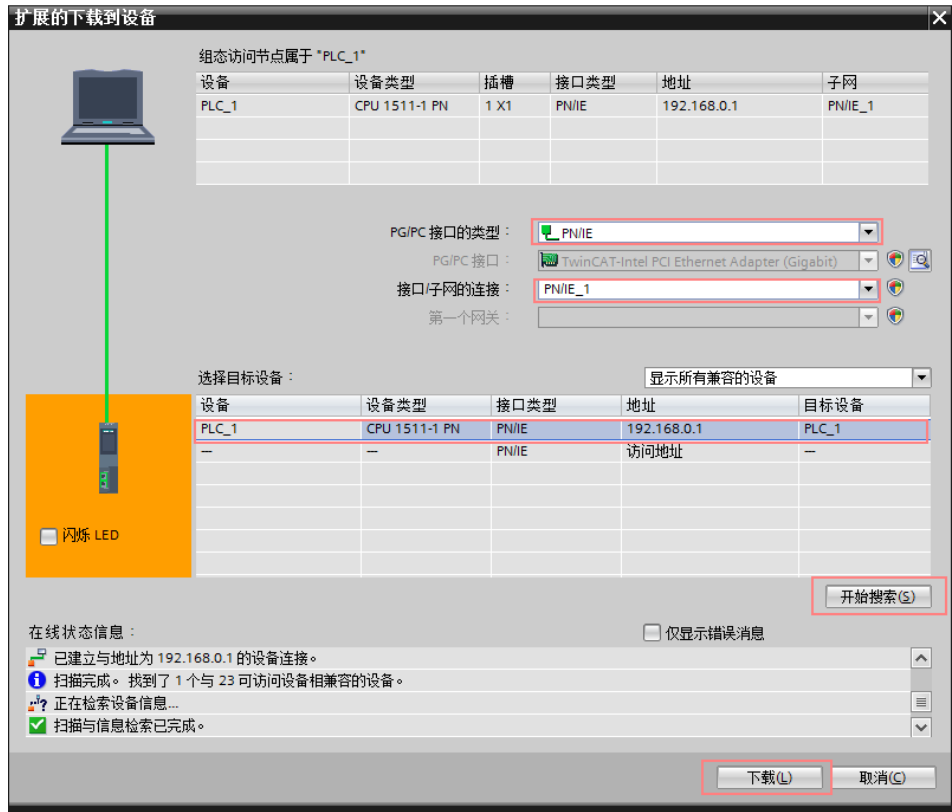 扩展的下载到设备
组态访问节点属于 "PLC_1"
设备 设备类型 插槽 接口类型 地址 子网
PLC_1 CPU 1511-1 PN 1 X1 PN/IE 192.168.0.1 PN/IE_1
PG/PC 接口的类型： PN/IE
PG/PC 接口： TwinCAT-Intel PCI Ethernet Adapter (Gigabit)
接口/子网的连接： PN/IE_1
第一个网关：
选择目标设备： 显示所有兼容的设备
设备 设备类型 接口类型 地址 目标设备
PLC_1 CPU 1511-1 PN PN/IE 192.168.0.1 PLC_1
— — PN/IE 访问地址 —
闪烁 LED
开始搜索(S)
在线状态信息： 仅显示错误消息
已建立与地址为 192.168.0.1 的设备连接。
扫描完成。 找到了 1 个与 23 可访问设备相兼容的设备。
正在检索设备信息...
扫描与信息检索已完成。
下载(L) 取消(C)